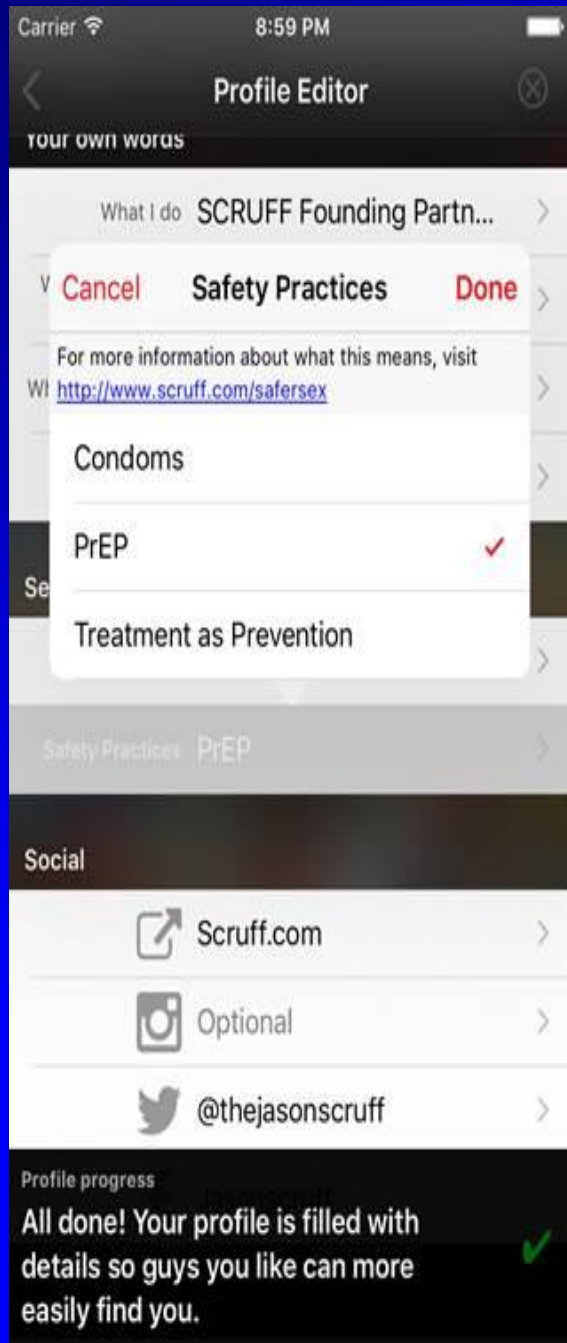 Carrier 8:59 PM
Profile Editor
Your own words
What I do SCRUFF Founding Partn...
Cancel Safety Practices Done
For more information about what this means, visit
http://www.scruff.com/safersex
Condoms
PrEP
Se
Treatment as Prevention
Safety Practices PrEP
Social
Scruff.com
Optional
@thejasonscruff
Profile progress
jasonscruff
All done! Your profile is filled with
details so guys you like can more
easily find you.